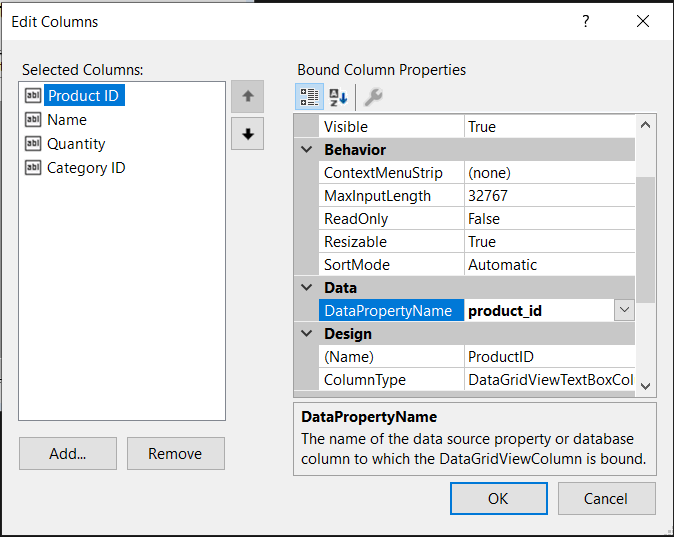 Edit Columns
?
Selected Columns:
Product ID
Name
Quantity
Category ID
Add...
Remove
Bound Column Properties
Visible True
Behavior
ContextMenuStrip (none)
MaxInputLength 32767
ReadOnly False
Resizable True
SortMode Automatic
Data
DataPropertyName product_id
Design
(Name) ProductID
ColumnType DataGridViewTextBoxCol
DataPropertyName
The name of the data source property or database
column to which the DataGridViewColumn is bound.
OK
Cancel